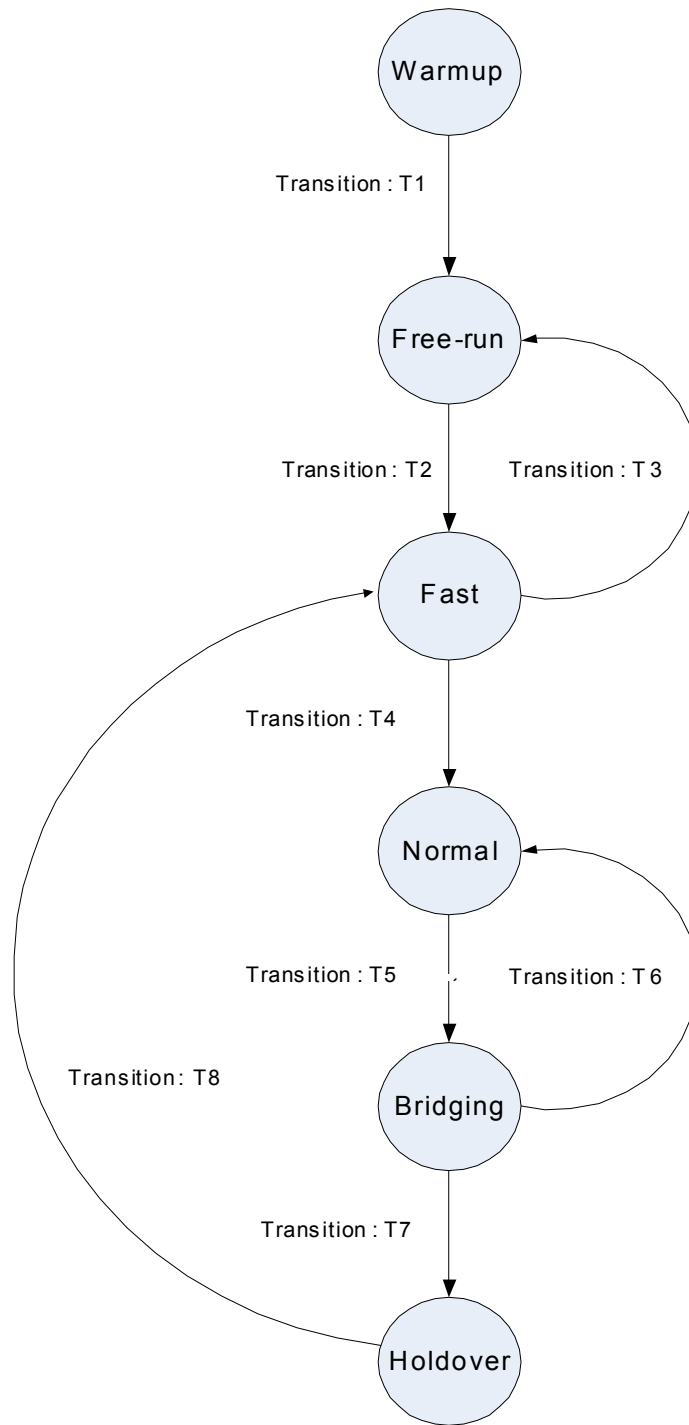 Warmup
Transition : T1
Free-run
Transition : T2
Transition : T3
Fast
Transition : T4
Normal
Transition : T5
Transition : T6
Transition : T8
Bridging
Transition : T7
Holdover